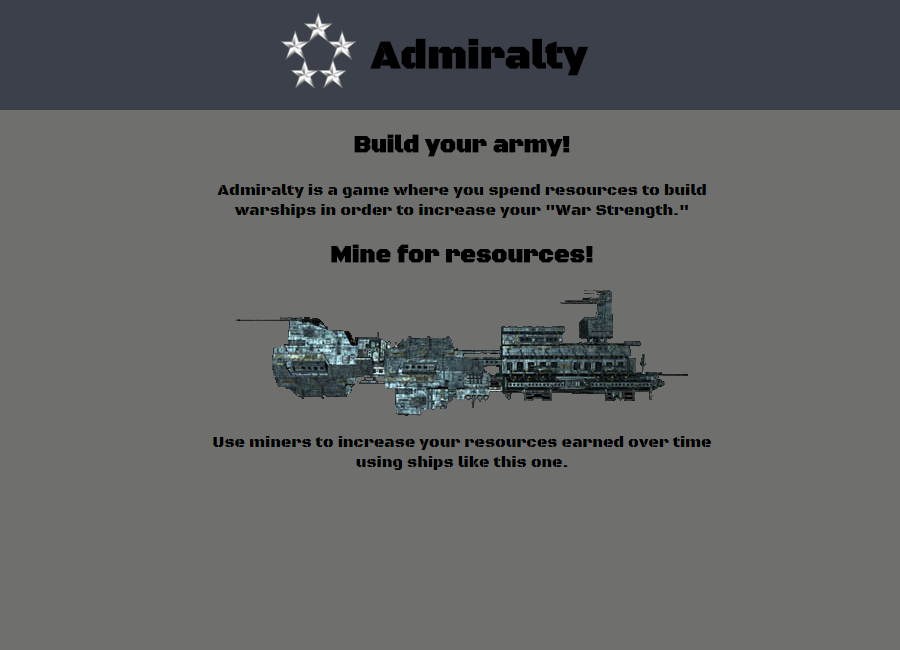 Admiralty
Build your army!
Admiralty is a game where you spend resources to build
warships in order to increase your "War Strength."
Mine for resources!
Use miners to increase your resources earned over time
using ships like this one.